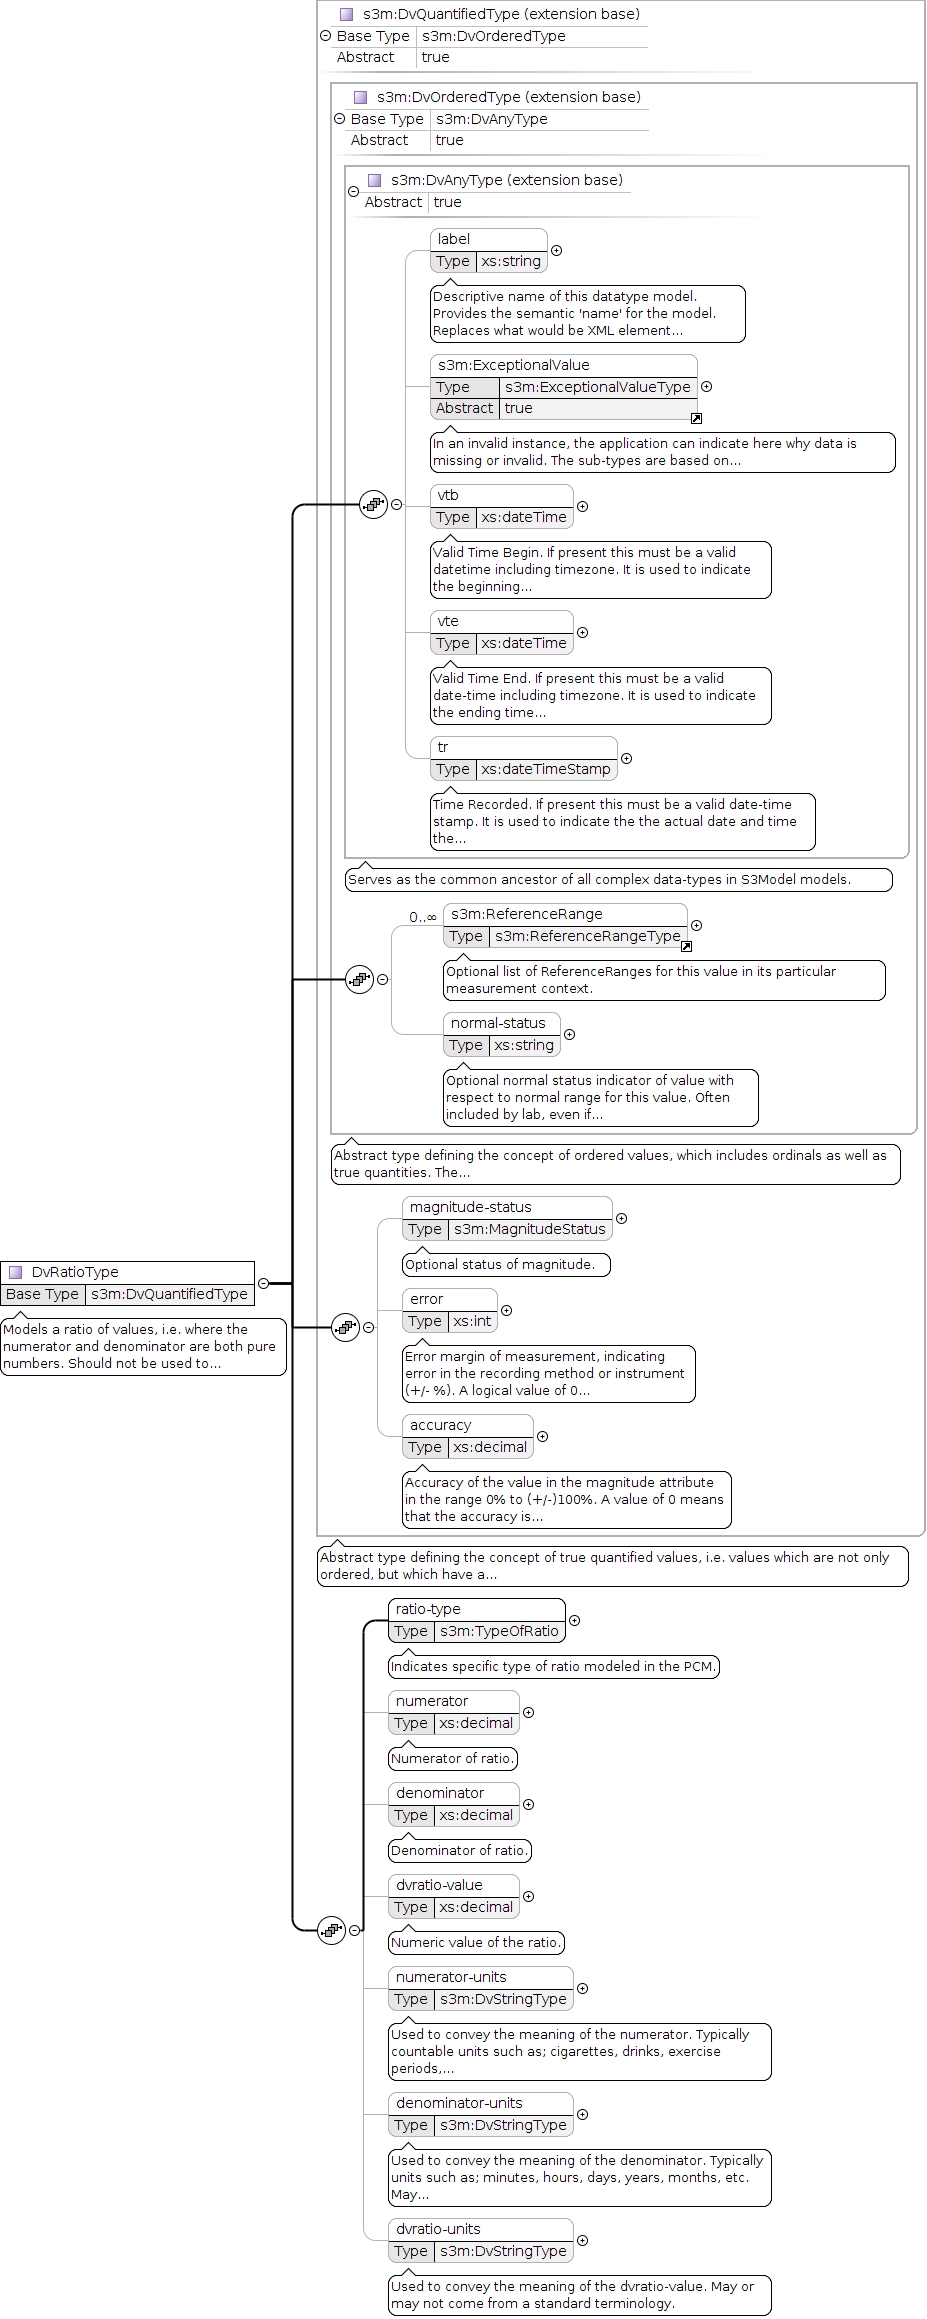 s3m:DvQuantifiedType (extension base)
Base Type s3m:DvOrderedType
Abstract true
s3m:DvOrderedType (extension base)
Base Type s3m:DvAnyType
Abstract true
s3m:DvAnyType (extension base)
Abstract true
label
Type xs:string
Descriptive name of this datatype model.
Provides the semantic 'name' for the model.
Replaces what would be XML element...
s3m:ExceptionalValue
Type s3m:ExceptionalValueType
Abstract true
In an invalid instance, the application can indicate here why data is
missing or invalid. The sub-types are based on...
vtb
Type xs:dateTime
Valid Time Begin. If present this must be a valid
datetime including timezone. It is used to indicate
the beginning...
vte
Type xs:dateTime
Valid Time End. If present this must be a valid
date-time including timezone. It is used to indicate
the ending time...
tr
Type xs:dateTimeStamp
Time Recorded. If present this must be a valid date-time
stamp. It is used to indicate the the actual date and time
the...
Serves as the common ancestor of all complex data-types in S3Model models.
0..∞
s3m:ReferenceRange
Type s3m:ReferenceRangeType
Optional list of ReferenceRanges for this value in its particular
measurement context.
normal-status
Type xs:string
Optional normal status indicator of value with
respect to normal range for this value. Often
included by lab, even if...
Abstract type defining the concept of ordered values, which includes ordinals as well as
true quantities. The...
magnitude-status
Type s3m:MagnitudeStatus
Optional status of magnitude.
DvRatioType
Base Type s3m:DvQuantifiedType
Models a ratio of values, i.e. where the
numerator and denominator are both pure
numbers. Should not be used to...
error
Type xs:int
Error margin of measurement, indicating
error in the recording method or instrument
(+/- %). A logical value of 0...
accuracy
Type xs:decimal
Accuracy of the value in the magnitude attribute
in the range 0% to (+/-)100%. A value of 0 means
that the accuracy is...
Abstract type defining the concept of true quantified values, i.e. values which are not only
ordered, but which have a...
ratio-type
Type s3m:TypeOfRatio
Indicates specific type of ratio modeled in the PCM.
numerator
Type xs:decimal
Numerator of ratio.
denominator
Type xs:decimal
Denominator of ratio.
dvratio-value
Type xs:decimal
Numeric value of the ratio.
numerator-units
Type s3m:DvStringType
Used to convey the meaning of the numerator. Typically
countable units such as; cigarettes, drinks, exercise
periods,...
denominator-units
Type s3m:DvStringType
Used to convey the meaning of the denominator. Typically
units such as; minutes, hours, days, years, months, etc.
May...
dvratio-units
Type s3m:DvStringType
Used to convey the meaning of the dvratio-value. May or
may not come from a standard terminology.